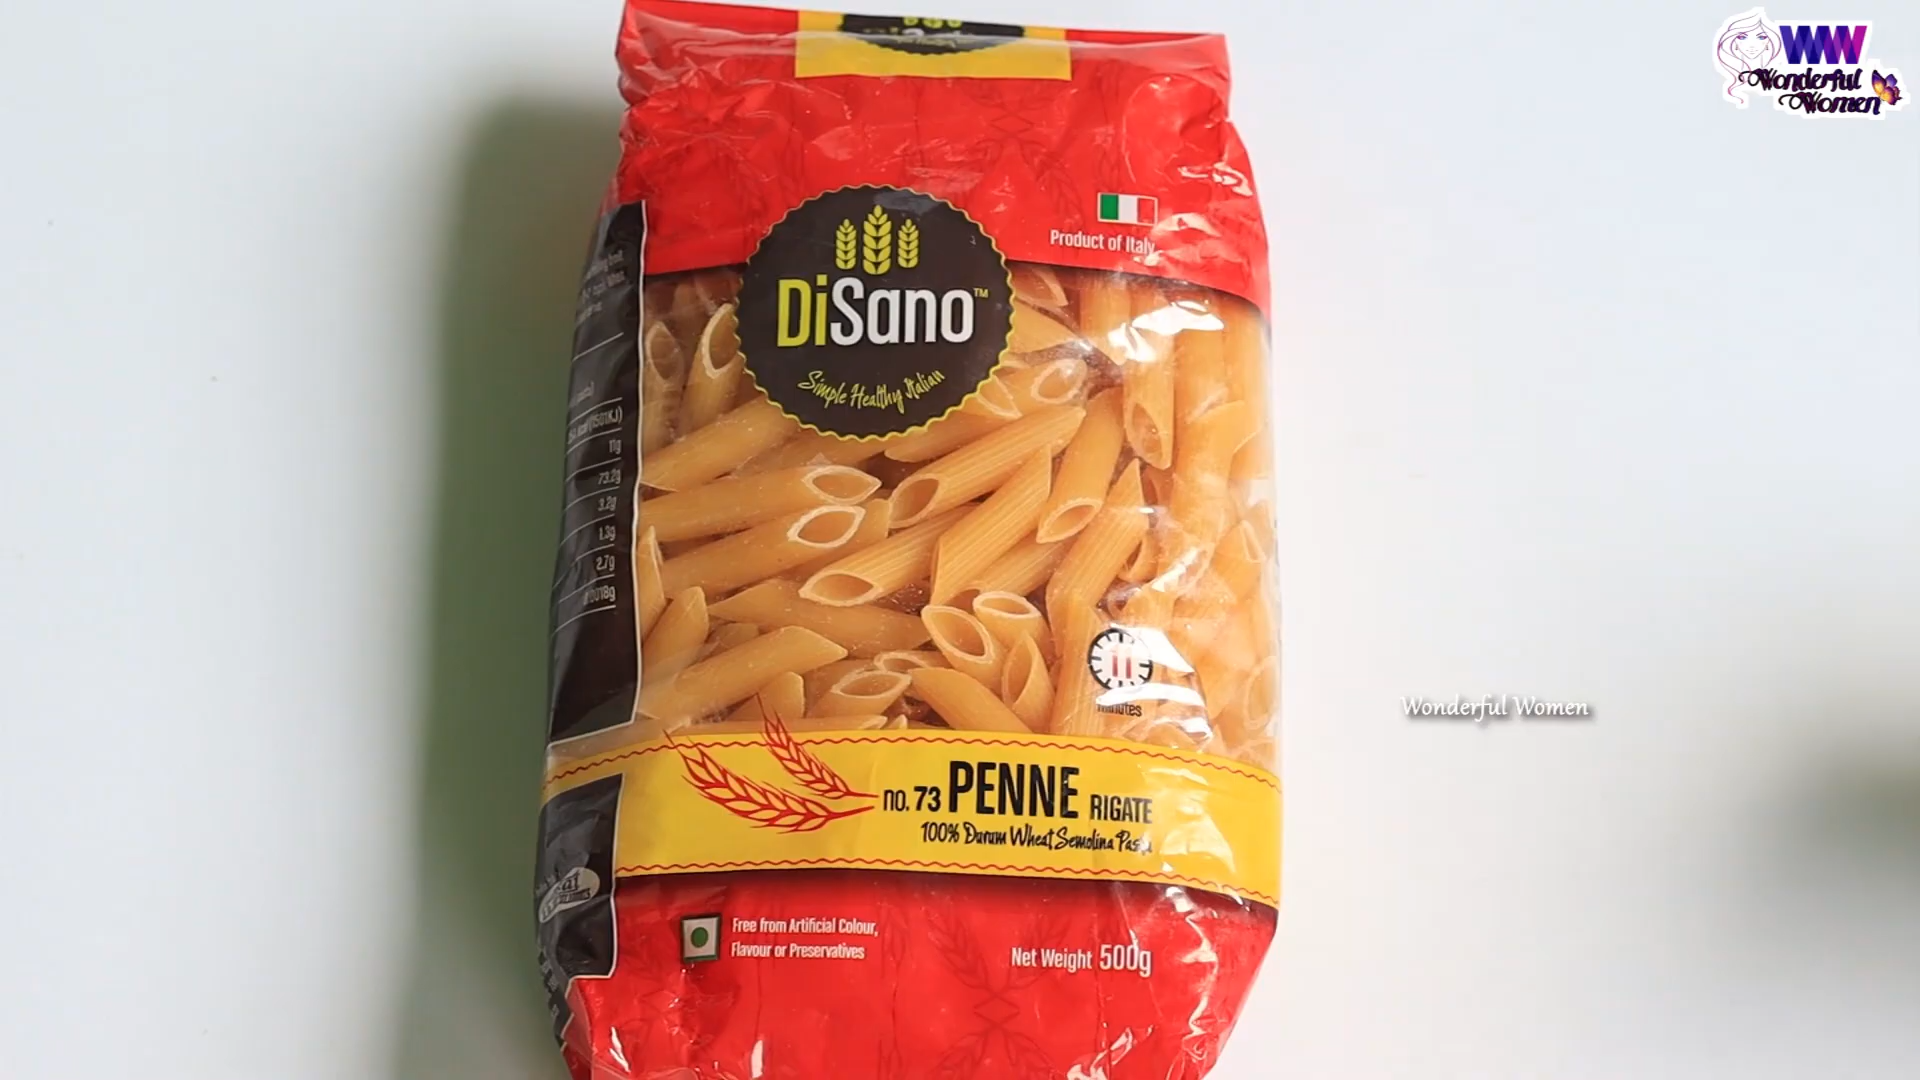 WW
Wonderful
Women
Product of Italy
DiSano™
Simple Healthy Italian
11g
73.2g
3.2g
1.3g
2.7g
11
minutes
Wonderful Women
no. 73 PENNE RIGATE
100% Durum Wheat Semolina Pasta
Free from Artificial Colour,
Flavour or Preservatives
Net Weight 500g